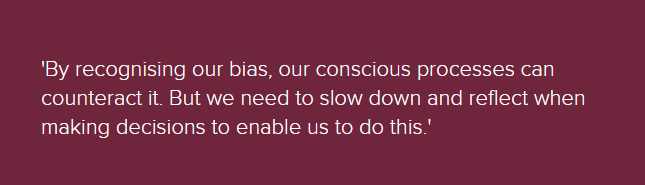 'By recognising our bias, our conscious processes can
counteract it. But we need to slow down and reflect when
making decisions to enable us to do this.'